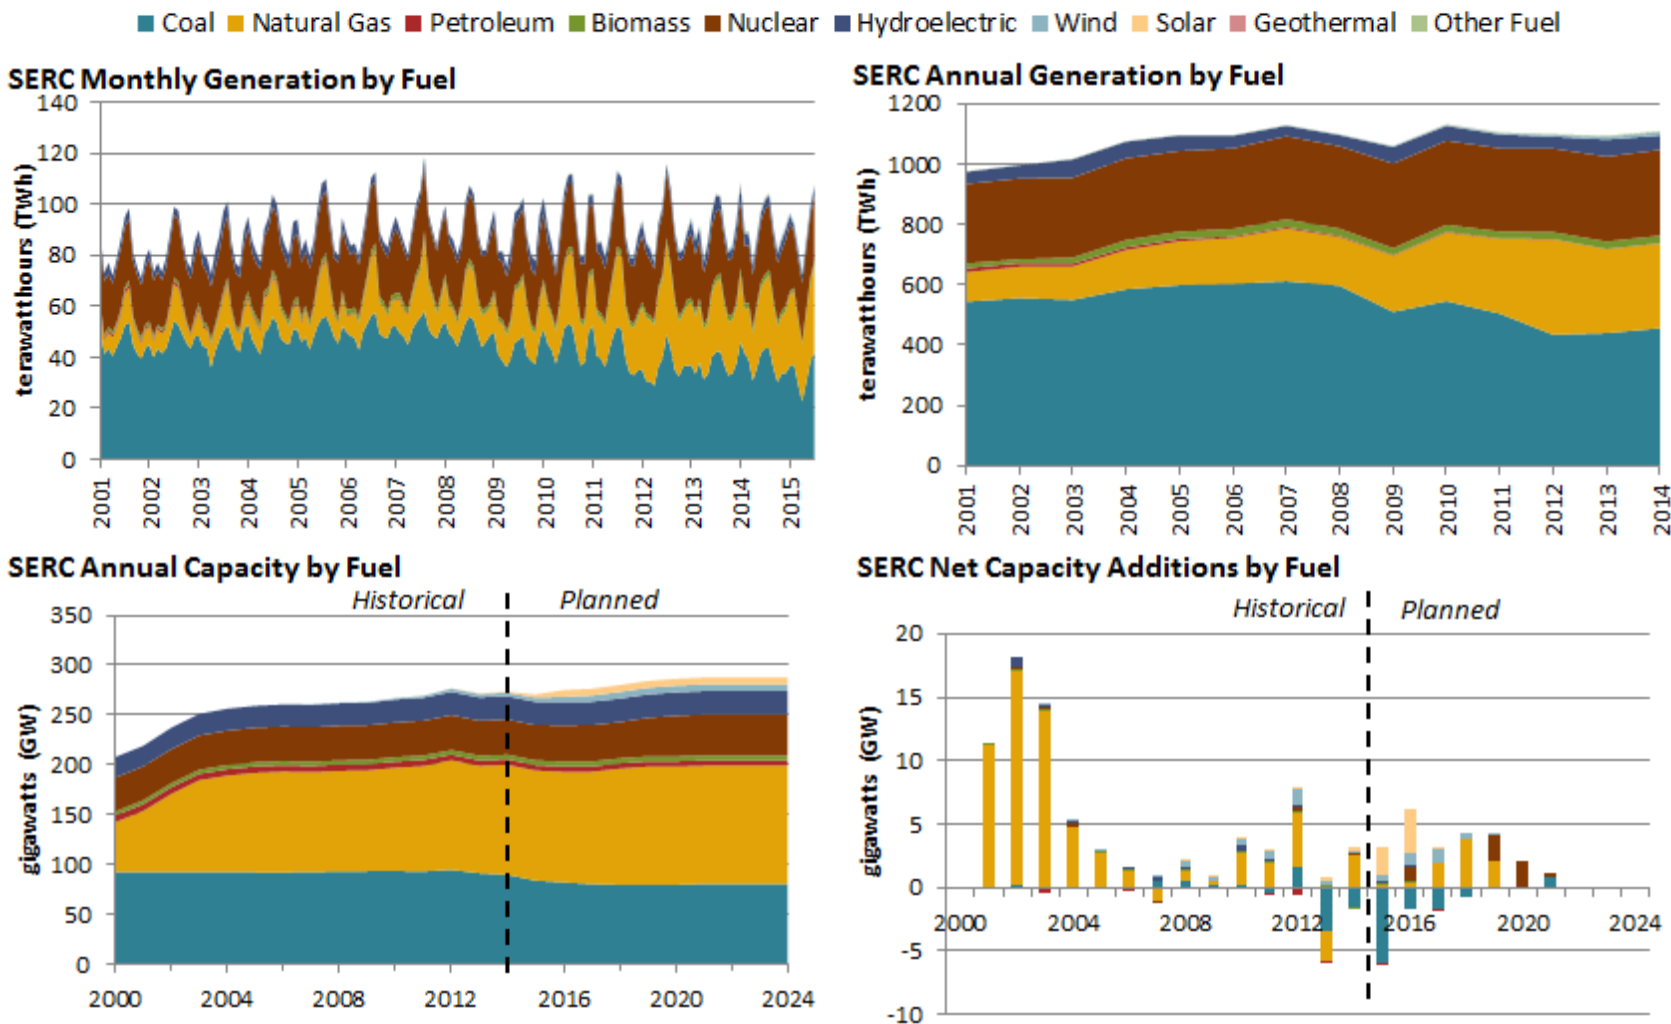 Coal Natural Gas Petroleum Biomass Nuclear Hydroelectric Wind Solar Geothermal Other Fuel
SERC Monthly Generation by Fuel
terawatthours (TWh)
140
120
100
80
60
40
20
0
2001 2002 2003 2004 2005 2006 2007 2008 2009 2010 2011 2012 2013 2014 2015
SERC Annual Generation by Fuel
terawatthours (TWh)
1200
1000
800
600
400
200
0
2001 2002 2003 2004 2005 2006 2007 2008 2009 2010 2011 2012 2013 2014
SERC Annual Capacity by Fuel
Historical Planned
gigawatts (GW)
350
300
250
200
150
100
50
0
2000 2004 2008 2012 2016 2020 2024
SERC Net Capacity Additions by Fuel
Historical Planned
gigawatts (GW)
20
15
10
5
0
-5
-10
2000 2004 2008 2012 2016 2020 2024